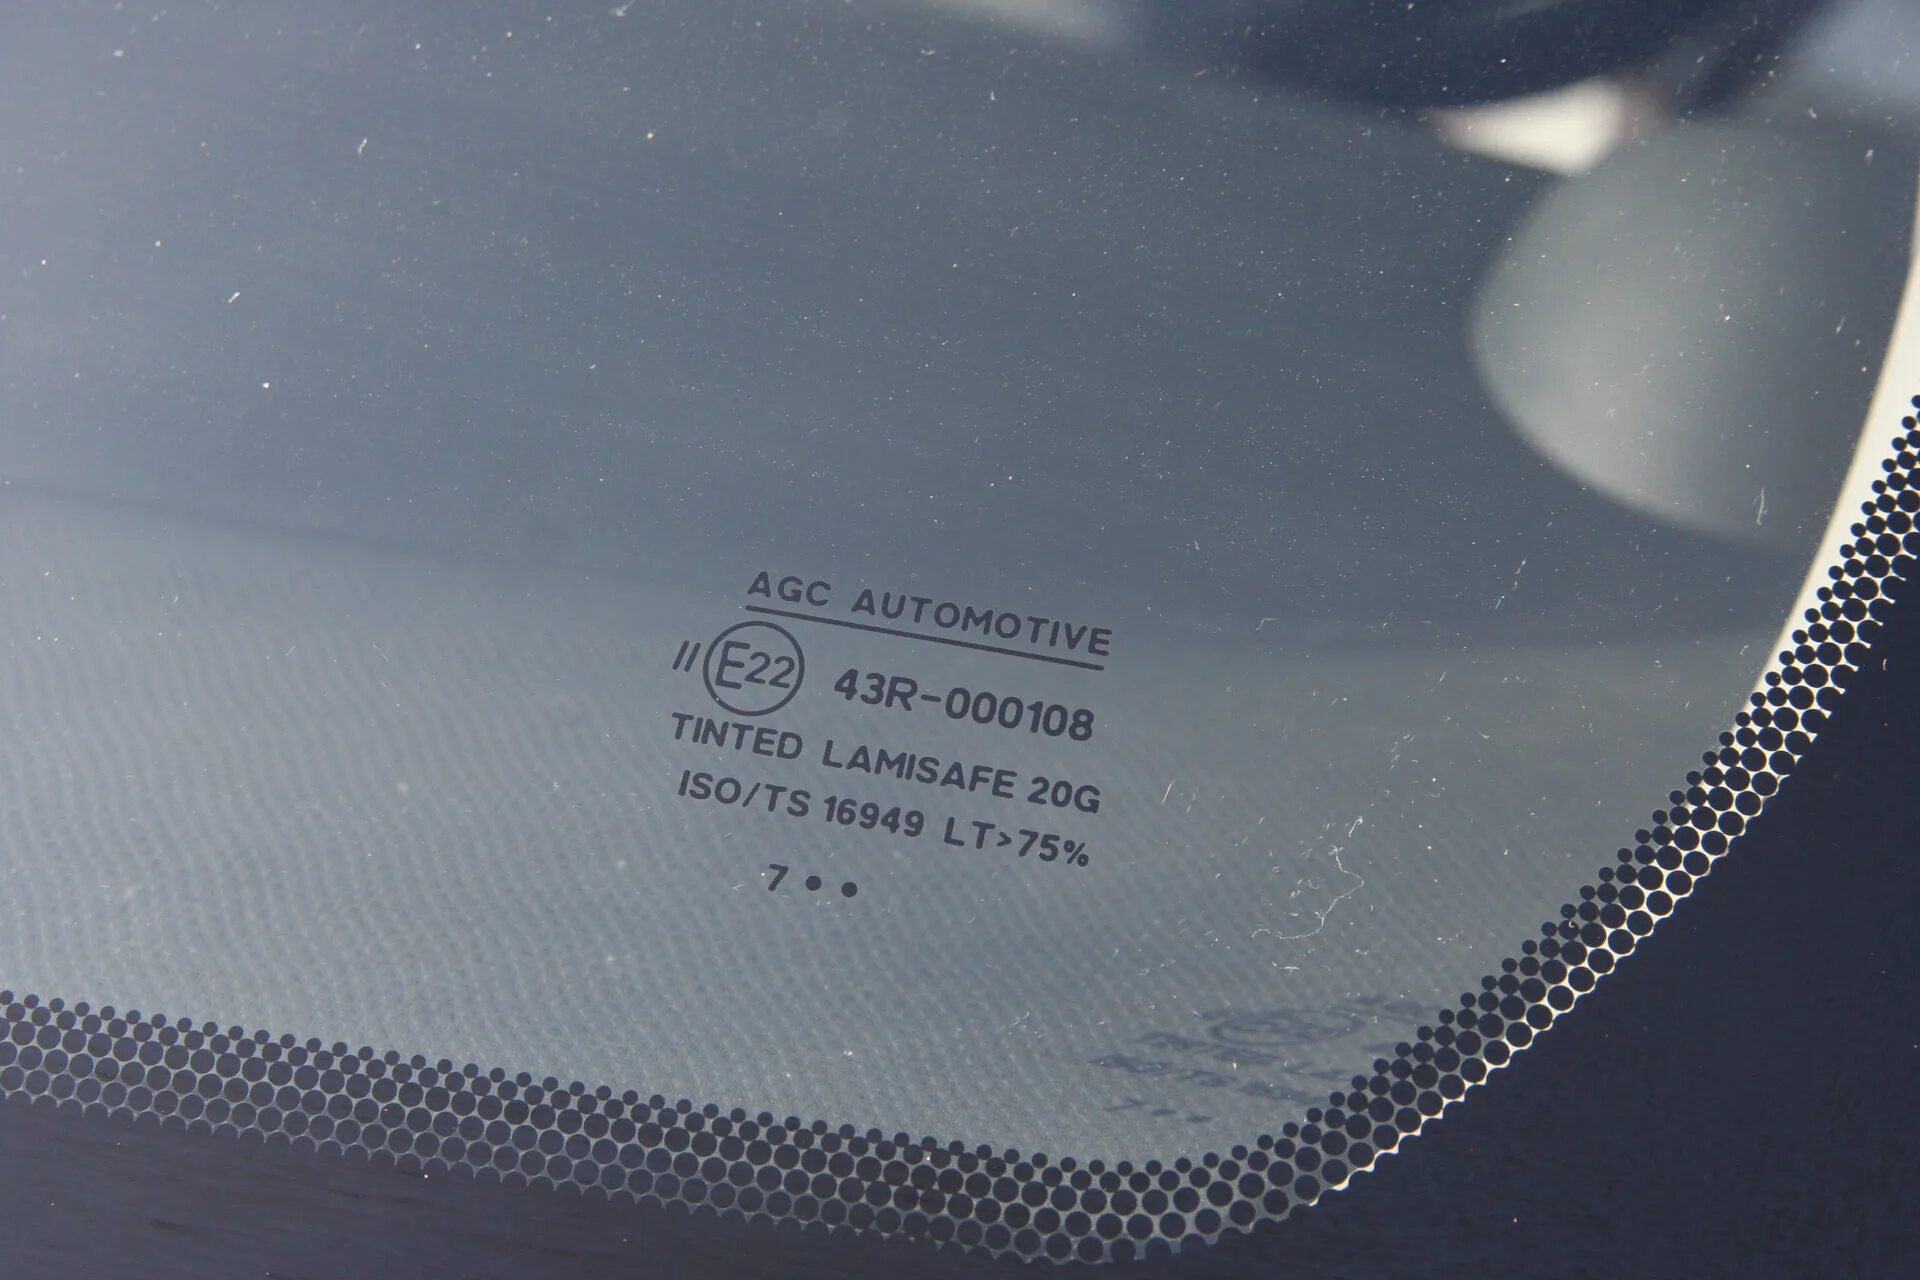 AGC AUTOMOTIVE
// E22 43R-000108
TINTED LAMISAFE 20G
ISO/TS 16949 LT>75%
7 • •